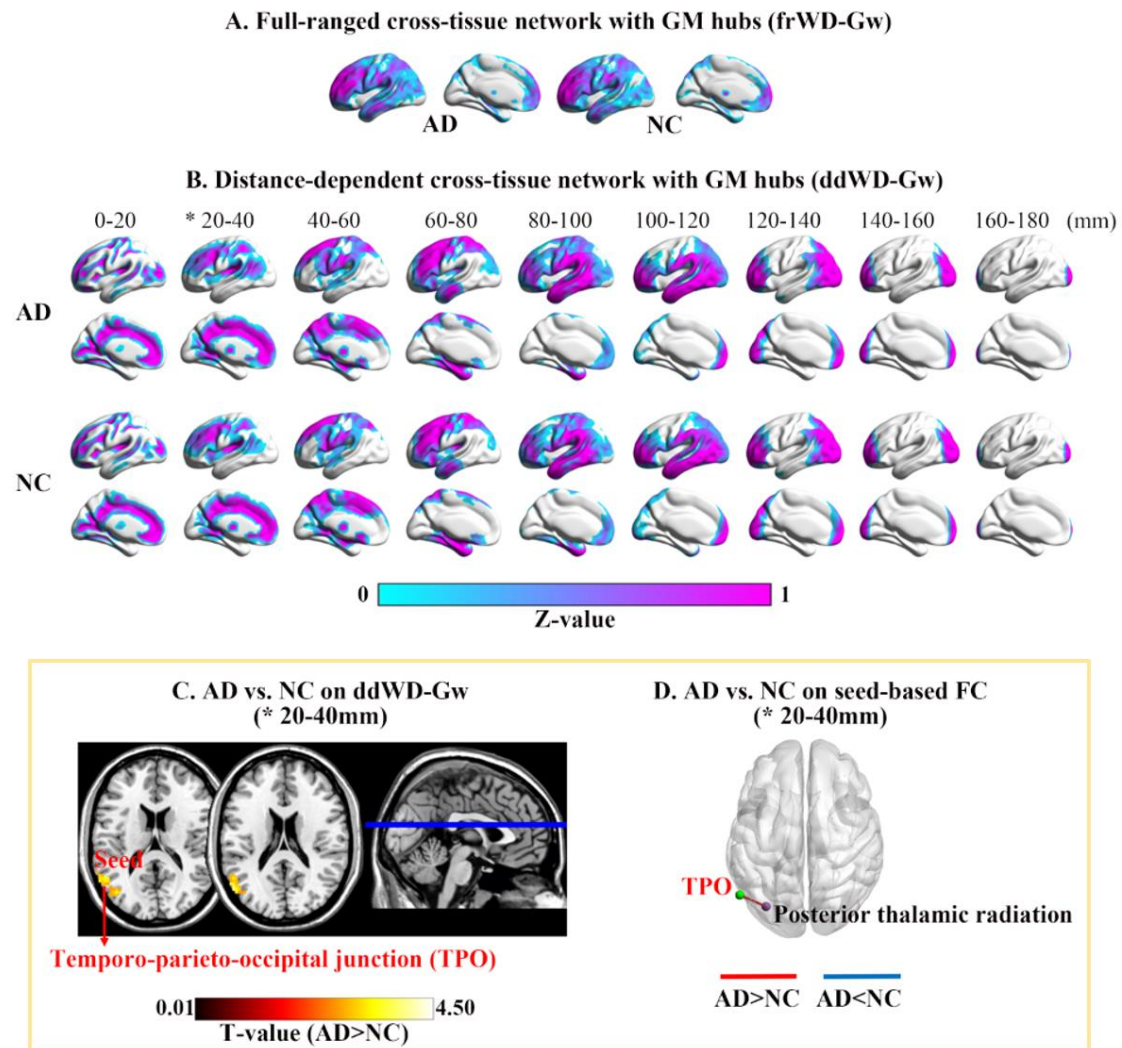 A. Full-ranged cross-tissue network with GM hubs (frWD-Gw)
AD
NC
B. Distance-dependent cross-tissue network with GM hubs (ddWD-Gw)
0-20 * 20-40 40-60 60-80 80-100 100-120 120-140 140-160 160-180 (mm)
AD
NC
0 1
Z-value
C. AD vs. NC on ddWD-Gw
(* 20-40mm)
Seed
Temporo-parieto-occipital junction (TPO)
0.01 4.50
T-value (AD>NC)
D. AD vs. NC on seed-based FC
(* 20-40mm)
TPO
Posterior thalamic radiation
AD>NC AD<NC